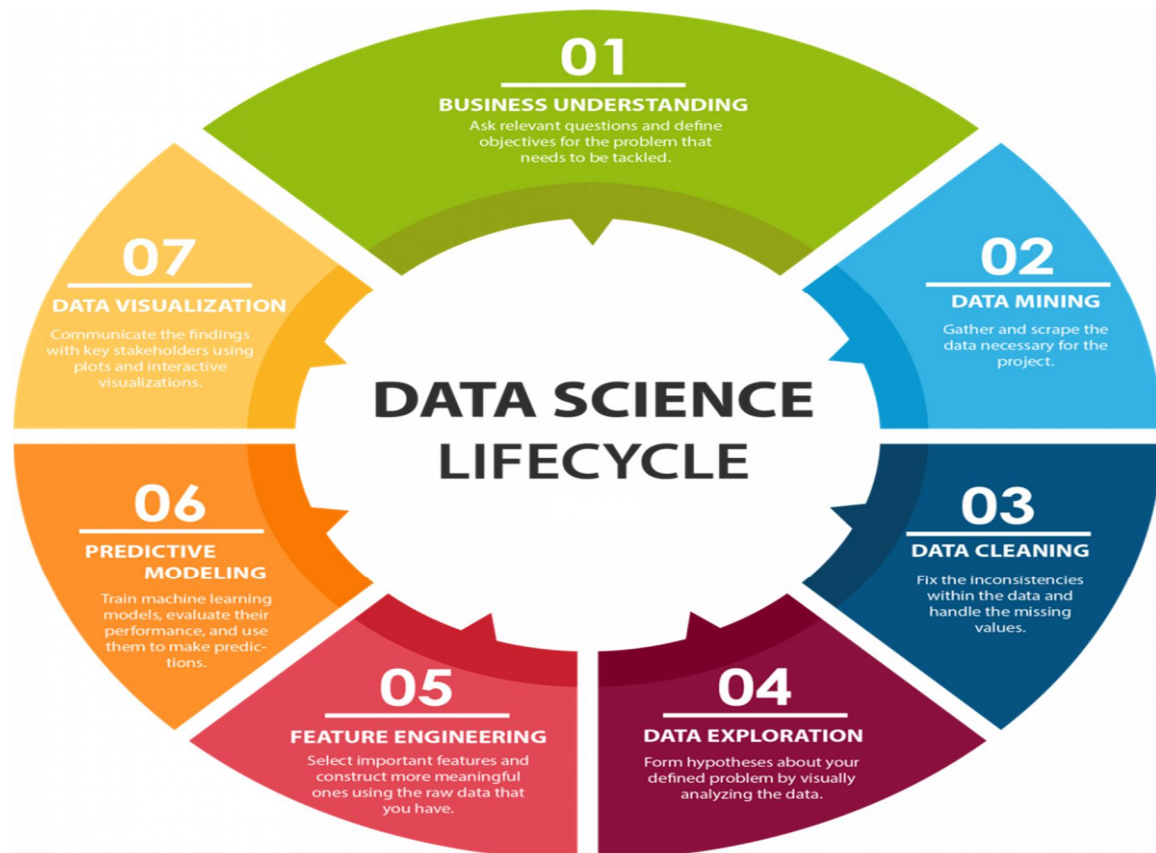 01
BUSINESS UNDERSTANDING
Ask relevant questions and define
objectives for the problem that
needs to be tackled.
02
DATA MINING
Gather and scrape the
data necessary for the
project.
03
DATA CLEANING
Fix the inconsistencies
within the data and
handle the missing
values.
04
DATA EXPLORATION
Form hypotheses about your
defined problem by visually
analyzing the data.
05
FEATURE ENGINEERING
Select important features and
construct more meaningful
ones using the raw data that
you have.
06
PREDICTIVE
MODELING
Train machine learning
models, evaluate their
performance, and use
them to make predic-
tions.
07
DATA VISUALIZATION
Communicate the findings
with key stakeholders using
plots and interactive
visualizations.
DATA SCIENCE
LIFECYCLE